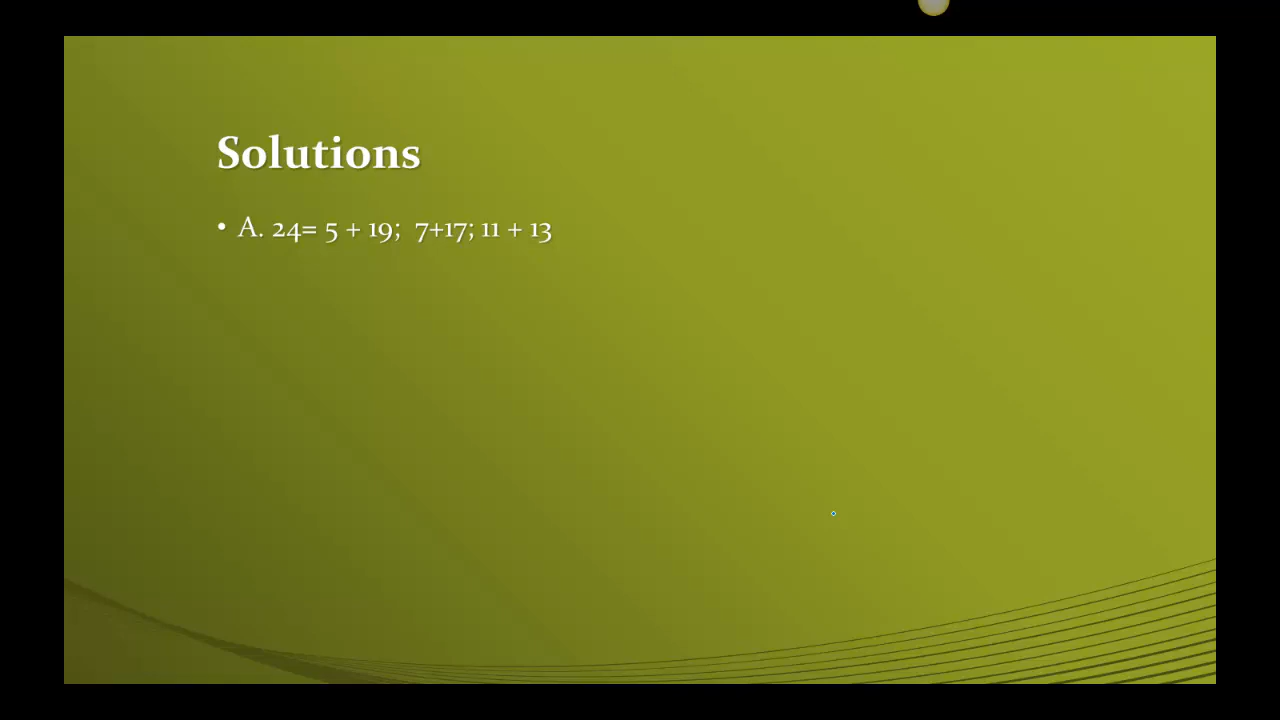 Solutions
• A. 24= 5 + 19;  7+17; 11 + 13